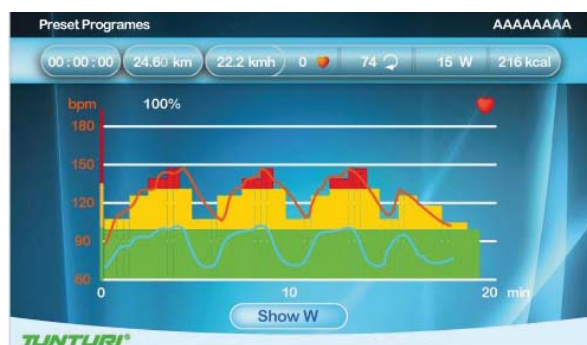 Preset Programes AAAAAAAA
00:00:00 24.60 km 22.2 kmh 0 74 15 W 216 kcal
bpm 100%
180
150
120
90
60
0 10 20 min
Show W
TUNTURI®